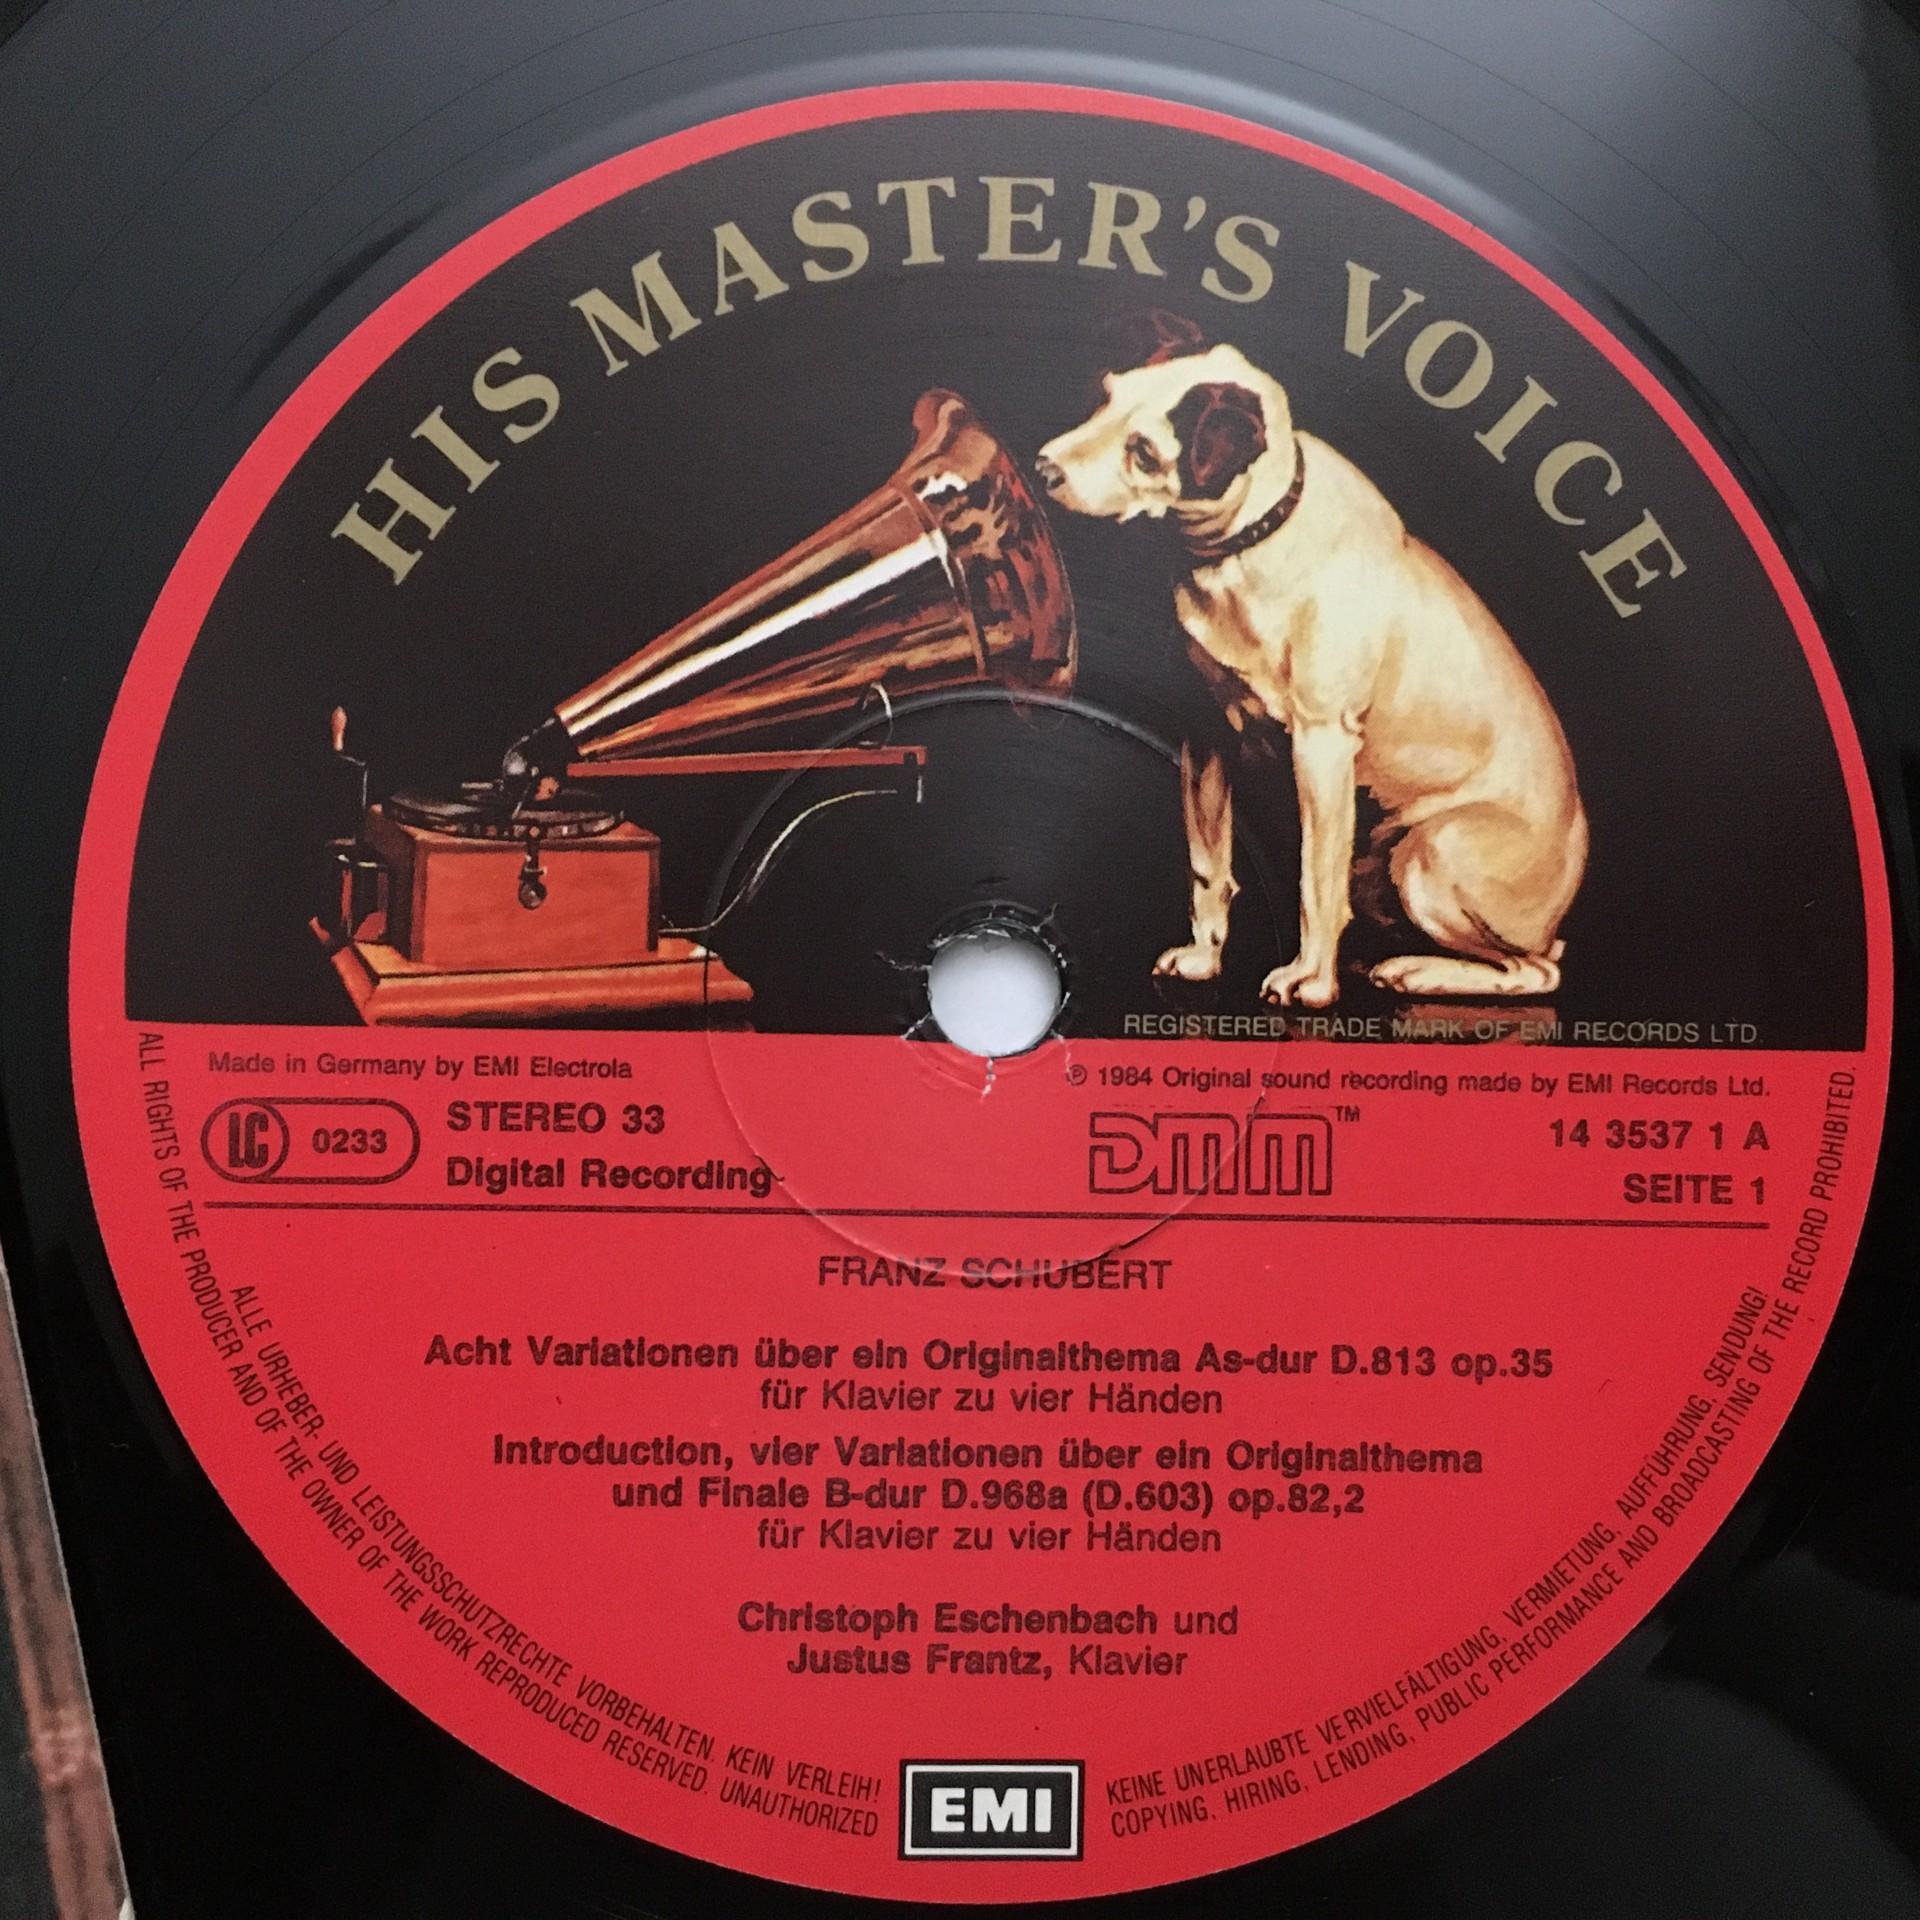 HIS MASTER'S VOICE
REGISTERED TRADE MARK OF EMI RECORDS LTD.
Made in Germany by EMI Electrola
℗ 1984 Original sound recording made by EMI Records Ltd.
LC 0233
STEREO 33
Digital Recording
DMM™
14 3537 1 A
SEITE 1
FRANZ SCHUBERT
Acht Variationen über ein Originalthema As-dur D.813 op.35
für Klavier zu vier Händen
Introduction, vier Variationen über ein Originalthema
und Finale B-dur D.968a (D.603) op.82,2
für Klavier zu vier Händen
Christoph Eschenbach und
Justus Frantz, Klavier
ALLE URHEBER- UND LEISTUNGSSCHUTZRECHTE VORBEHALTEN. KEIN VERLEIH!
KEINE UNERLAUBTE VERVIELFÄLTIGUNG, VERMIETUNG, AUFFÜHRUNG, SENDUNG!
ALL RIGHTS OF THE PRODUCER AND OF THE OWNER OF THE WORK REPRODUCED RESERVED. UNAUTHORIZED
COPYING, HIRING, LENDING, PUBLIC PERFORMANCE AND BROADCASTING OF THE RECORD PROHIBITED.
EMI